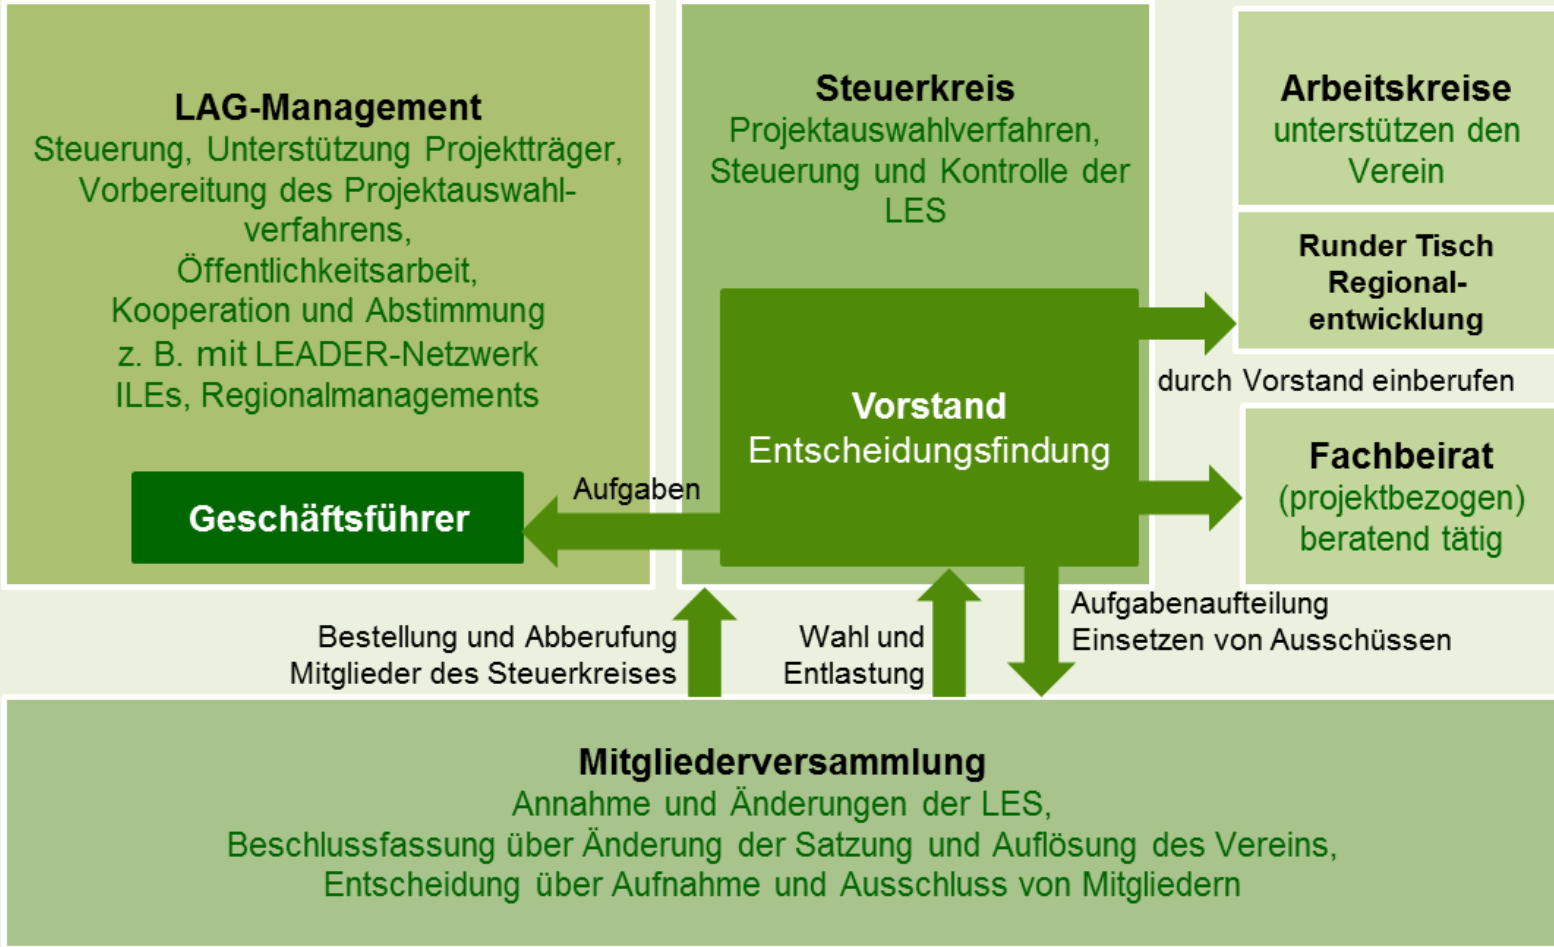 LAG-Management
Steuerung, Unterstützung Projektträger,
Vorbereitung des Projektauswahl-
verfahrens,
Öffentlichkeitsarbeit,
Kooperation und Abstimmung
z. B. mit LEADER-Netzwerk
ILEs, Regionalmanagements
Geschäftsführer
Aufgaben
Steuerkreis
Projektauswahlverfahren,
Steuerung und Kontrolle der
LES
Vorstand
Entscheidungsfindung
Arbeitskreise
unterstützen den
Verein
Runder Tisch
Regional-
entwicklung
durch Vorstand einberufen
Fachbeirat
(projektbezogen)
beratend tätig
Bestellung und Abberufung
Mitglieder des Steuerkreises
Wahl und
Entlastung
Aufgabenaufteilung
Einsetzen von Ausschüssen
Mitgliederversammlung
Annahme und Änderungen der LES,
Beschlussfassung über Änderung der Satzung und Auflösung des Vereins,
Entscheidung über Aufnahme und Ausschluss von Mitgliedern